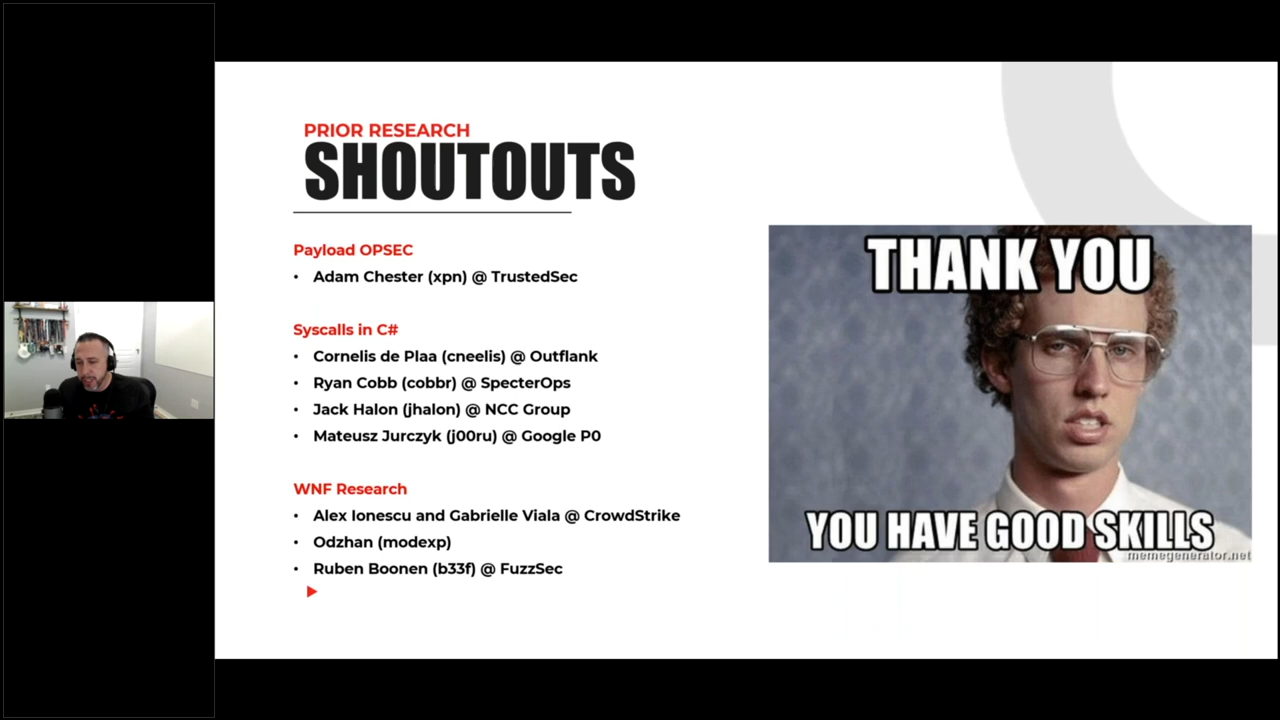 PRIOR RESEARCH
SHOUTOUTS
Payload OPSEC
• Adam Chester (xpn) @ TrustedSec
Syscalls in C#
• Cornelis de Plaa (cneelis) @ Outflank
• Ryan Cobb (cobbr) @ SpecterOps
• Jack Halon (jhalon) @ NCC Group
• Mateusz Jurczyk (j00ru) @ Google P0
WNF Research
• Alex Ionescu and Gabrielle Viala @ CrowdStrike
• Odzhan (modexp)
• Ruben Boonen (b33f) @ FuzzSec
THANK YOU
YOU HAVE GOOD SKILLS
memegenerator.net